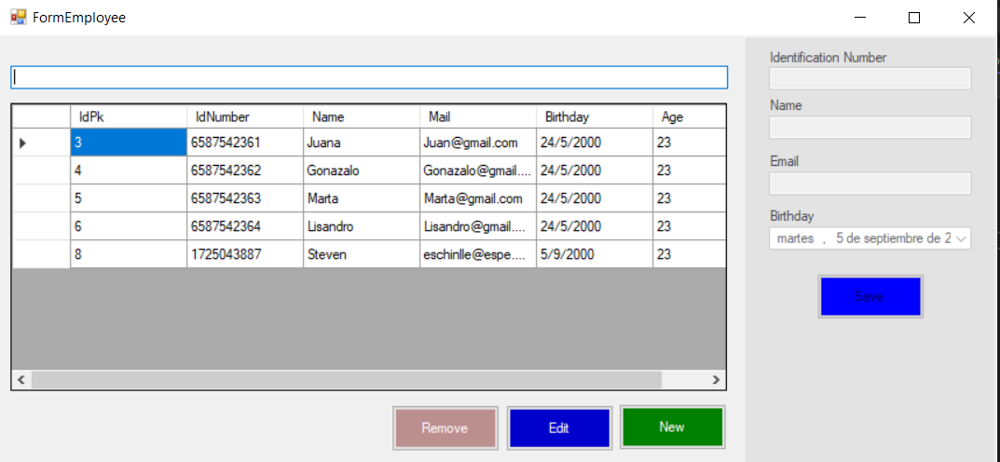 FormEmployee
IdPk IdNumber Name Mail Birthday Age
3 6587542361 Juana Juan@gmail.com 24/5/2000 23
4 6587542362 Gonazalo Gonazalo@gmail.... 24/5/2000 23
5 6587542363 Marta Marta@gmail.com 24/5/2000 23
6 6587542364 Lisandro Lisandro@gmail.... 24/5/2000 23
8 1725043887 Steven eschinlle@espe.... 5/9/2000 23
Remove Edit New
Identification Number
Name
Email
Birthday
martes , 5 de septiembre de 2
Save